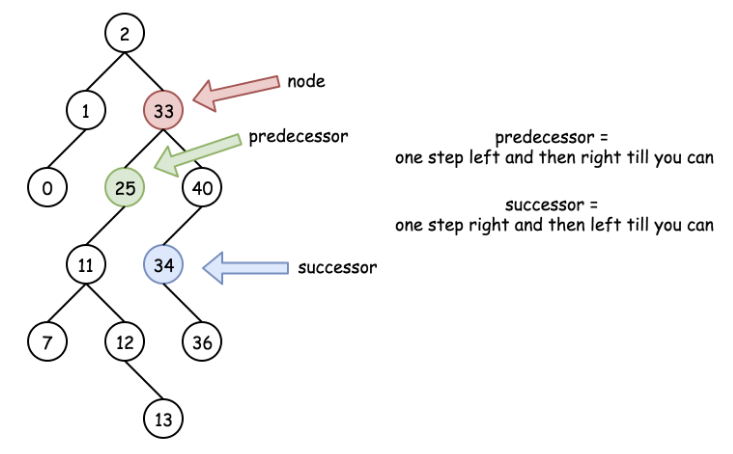 2
node
1
33
predecessor
predecessor =
one step left and then right till you can
0
25
40
successor =
one step right and then left till you can
11
34
successor
7
12
36
13